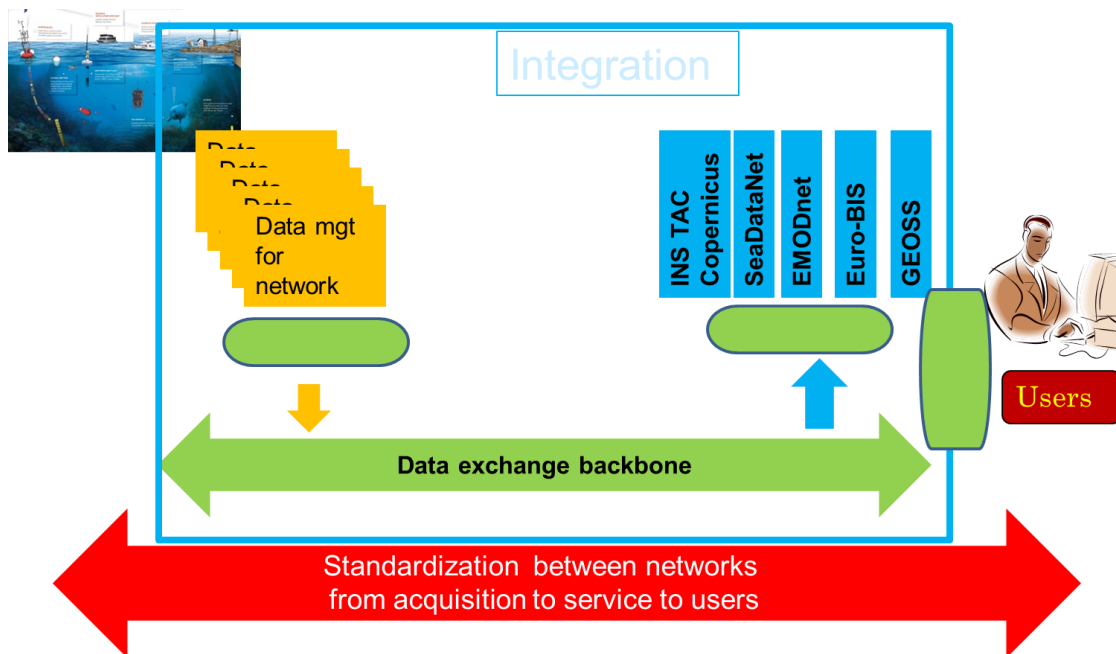 Integration
Data
Data
Data
Data
Data mgt
for
network
INS TAC
Copernicus
SeaDataNet
EMODnet
Euro-BIS
GEOSS
Users
Data exchange backbone
Standardization between networks
from acquisition to service to users